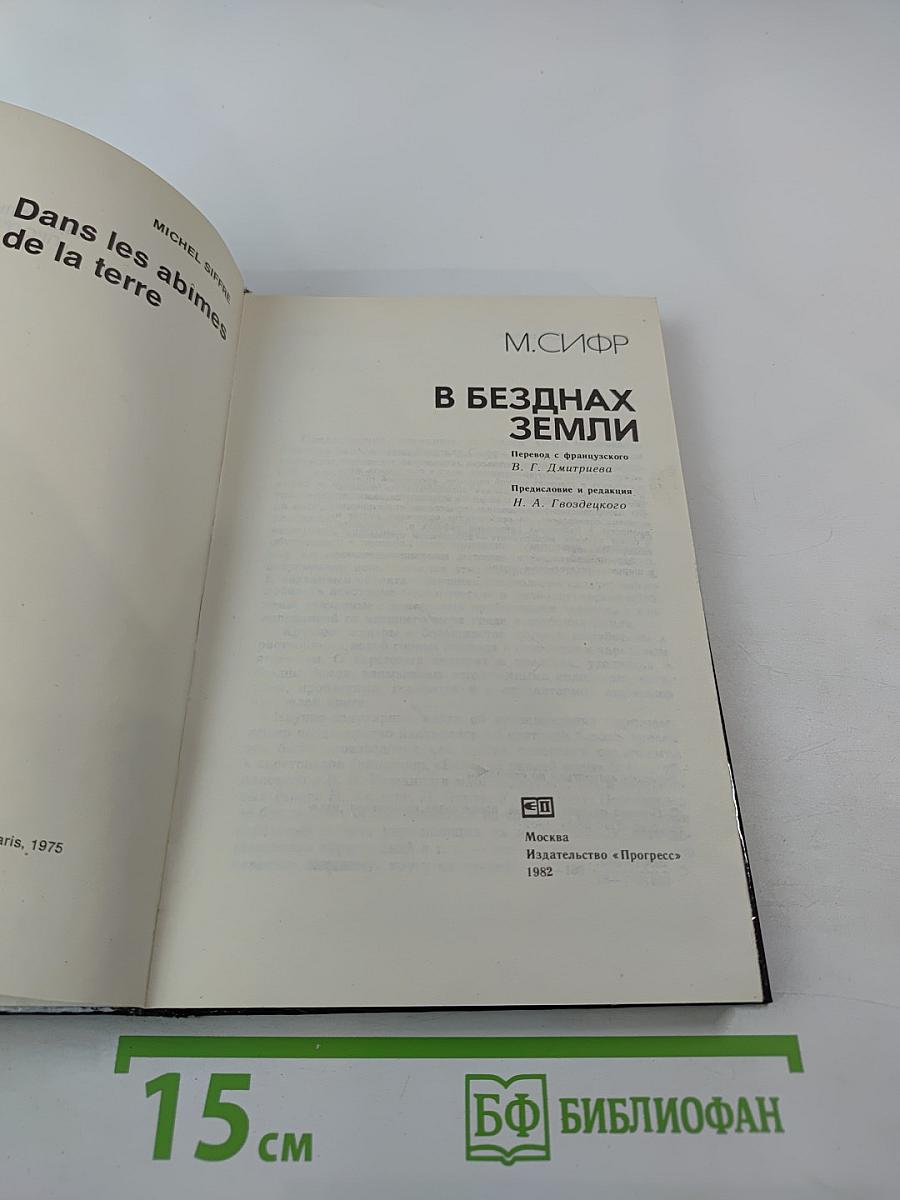 MICHEL SIFFRE
Dans les abimes
de la terre
aris, 1975
М.СИФР
В БЕЗДНАХ
ЗЕМЛИ
Перевод с французского
В. Г. Дмитриева
Предисловие и редакция
Н. А. Гвоздецкого
Москва
Издательство «Прогресс»
1982
15 см
БФ БИБЛИОФАН